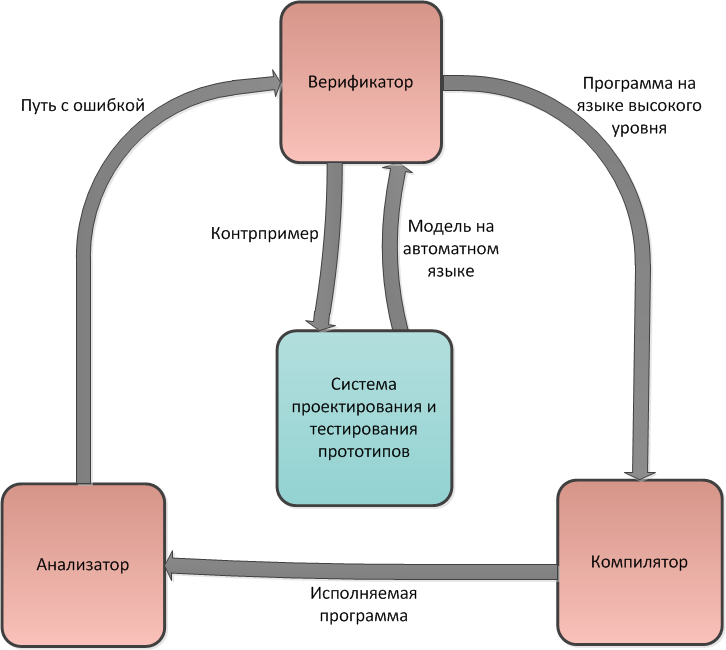 Верификатор
Путь с ошибкой
Программа на
языке высокого
уровня
Контрпример
Модель на
автоматном
языке
Система
проектирования и
тестирования
прототипов
Анализатор
Компилятор
Исполняемая
программа